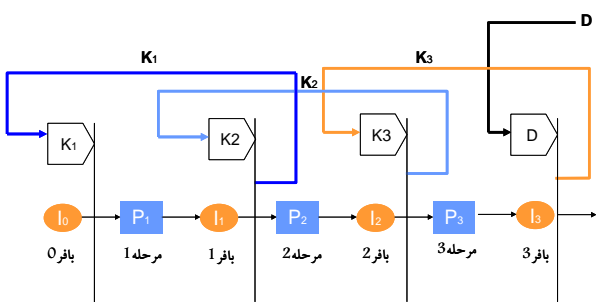 D
K1
K2
K3
K1
K2
K3
D
I0
P1
I1
P2
I2
P3
I3
بافر0
مرحله1
بافر1
مرحله2
بافر2
مرحله3
بافر3